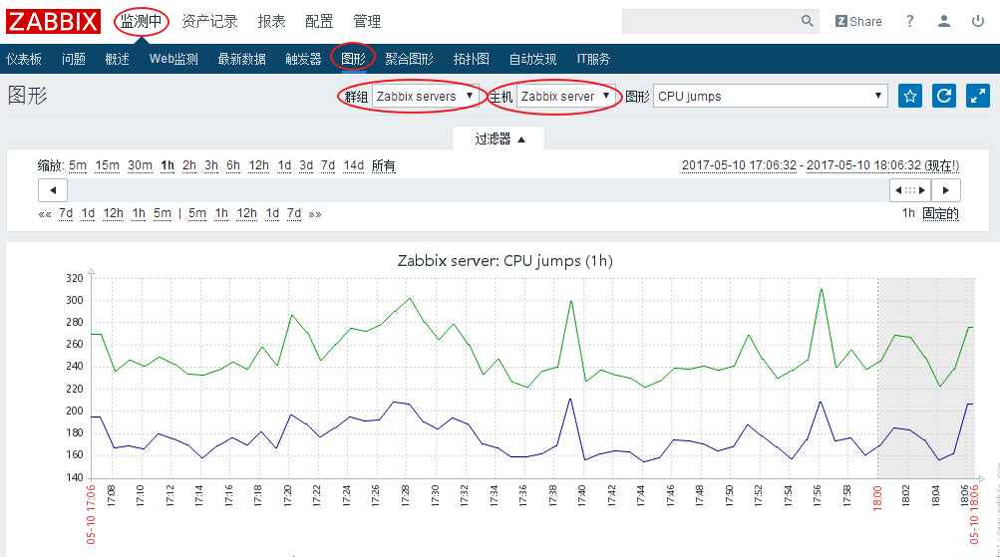 ZABBIX 监测中 资产记录 报表 配置 管理 Z Share ?
仪表板 问题 概述 Web监测 最新数据 触发器 图形 聚合图形 拓扑图 自动发现 IT服务
图形 群组 Zabbix servers ▼ 主机 Zabbix server ▼ 图形 CPU jumps ▼
过滤器 ▲
缩放: 5m 15m 30m 1h 2h 3h 6h 12h 1d 3d 7d 14d 所有 2017-05-10 17:06:32 - 2017-05-10 18:06:32 (现在!)
«« 7d 1d 12h 1h 5m | 5m 1h 12h 1d 7d »» 1h 固定的
Zabbix server: CPU jumps (1h)
320
300
280
260
240
220
200
180
160
140
05-10 17:06 17:08 17:10 17:12 17:14 17:16 17:18 17:20 17:22 17:24 17:26 17:28 17:30 17:32 17:34 17:36 17:38 17:40 17:42 17:44 17:46 17:48 17:50 17:52 17:54 17:56 17:58 18:00 18:02 18:04 18:06 05-10 18:06